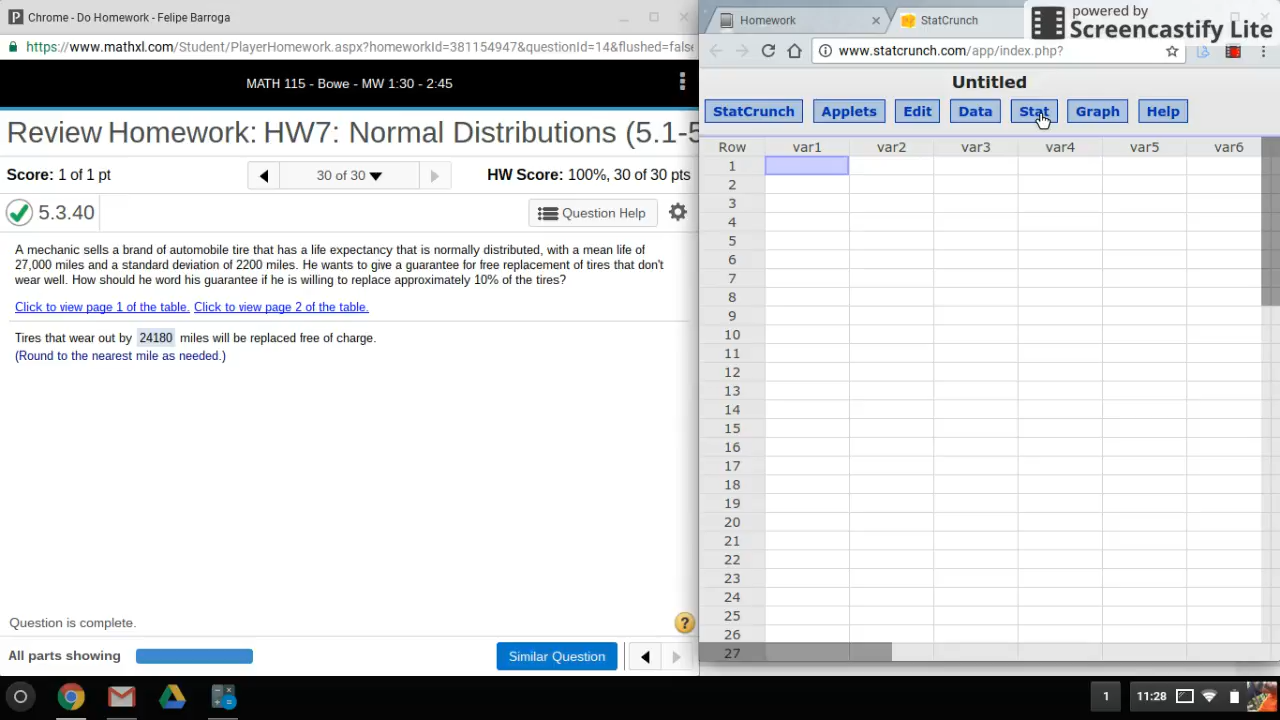 Chrome - Do Homework - Felipe Barroga
https://www.mathxl.com/Student/PlayerHomework.aspx?homeworkId=381154947&questionId=14&flushed=false
MATH 115 - Bowe - MW 1:30 - 2:45
Review Homework: HW7: Normal Distributions (5.1-5
Score: 1 of 1 pt
30 of 30
HW Score: 100%, 30 of 30 pts
5.3.40
Question Help
A mechanic sells a brand of automobile tire that has a life expectancy that is normally distributed, with a mean life of
27,000 miles and a standard deviation of 2200 miles. He wants to give a guarantee for free replacement of tires that don't
wear well. How should he word his guarantee if he is willing to replace approximately 10% of the tires?
Click to view page 1 of the table. Click to view page 2 of the table.
Tires that wear out by 24180 miles will be replaced free of charge.
(Round to the nearest mile as needed.)
Question is complete.
?
All parts showing
Similar Question
Homework
StatCrunch
powered by
Screencastify Lite
www.statcrunch.com/app/index.php?
Untitled
StatCrunch Applets Edit Data Stat Graph Help
Row var1 var2 var3 var4 var5 var6
1
2
3
4
5
6
7
8
9
10
11
12
13
14
15
16
17
18
19
20
21
22
23
24
25
26
27
1
11:28